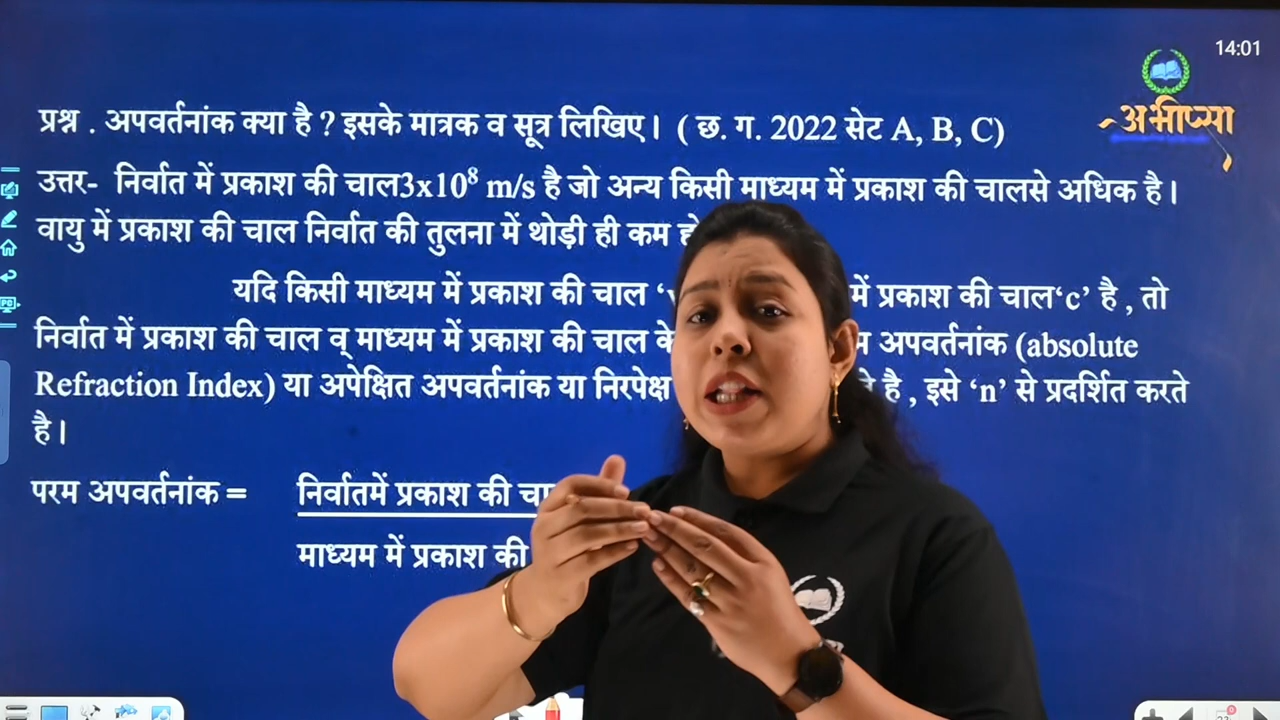 14:01
अभीप्सा
प्रश्न . अपवर्तनांक क्या है ? इसके मात्रक व सूत्र लिखिए। ( छ. ग. 2022 सेट A, B, C)
उत्तर- निर्वात में प्रकाश की चाल3x10⁸ m/s है जो अन्य किसी माध्यम में प्रकाश की चालसे अधिक है।
वायु में प्रकाश की चाल निर्वात की तुलना में थोड़ी ही कम
यदि किसी माध्यम में प्रकाश की चाल में प्रकाश की चाल‘c’ है , तो
निर्वात में प्रकाश की चाल व् माध्यम में प्रकाश की चाल के अपवर्तनांक (absolute
Refraction Index) या अपेक्षित अपवर्तनांक या निरपेक्ष है , इसे ‘n’ से प्रदर्शित करते
है।
परम अपवर्तनांक = निर्वातमें प्रकाश की
माध्यम में प्रकाश की